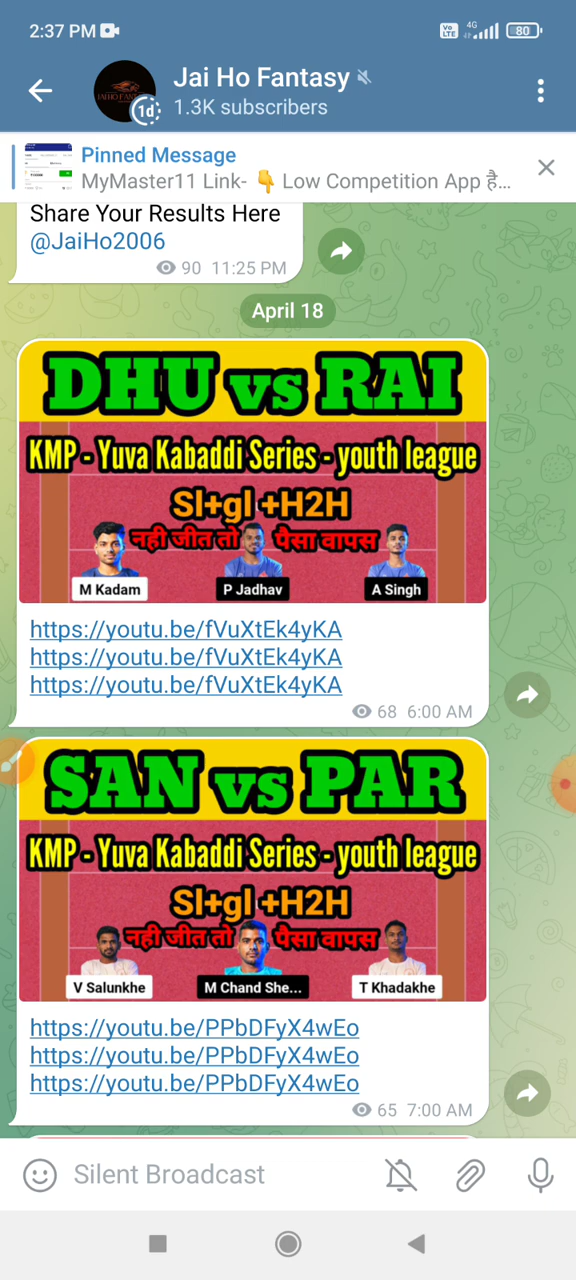 2:37 PM
Vo LTE 4G 80
Jai Ho Fantasy
1d
1.3K subscribers
Pinned Message
MyMaster11 Link- 👇 Low Competition App है...
Share Your Results Here
@JaiHo2006
90 11:25 PM
April 18
DHU vs RAI
KMP - Yuva Kabaddi Series - youth league
Sl+gl +H2H
नही जीत तो पैसा वापस
M Kadam P Jadhav A Singh
https://youtu.be/fVuXtEk4yKA
https://youtu.be/fVuXtEk4yKA
https://youtu.be/fVuXtEk4yKA
68 6:00 AM
SAN vs PAR
KMP - Yuva Kabaddi Series - youth league
Sl+gl +H2H
नही जीत तो पैसा वापस
V Salunkhe M Chand She... T Khadakhe
https://youtu.be/PPbDFyX4wEo
https://youtu.be/PPbDFyX4wEo
https://youtu.be/PPbDFyX4wEo
65 7:00 AM
Silent Broadcast